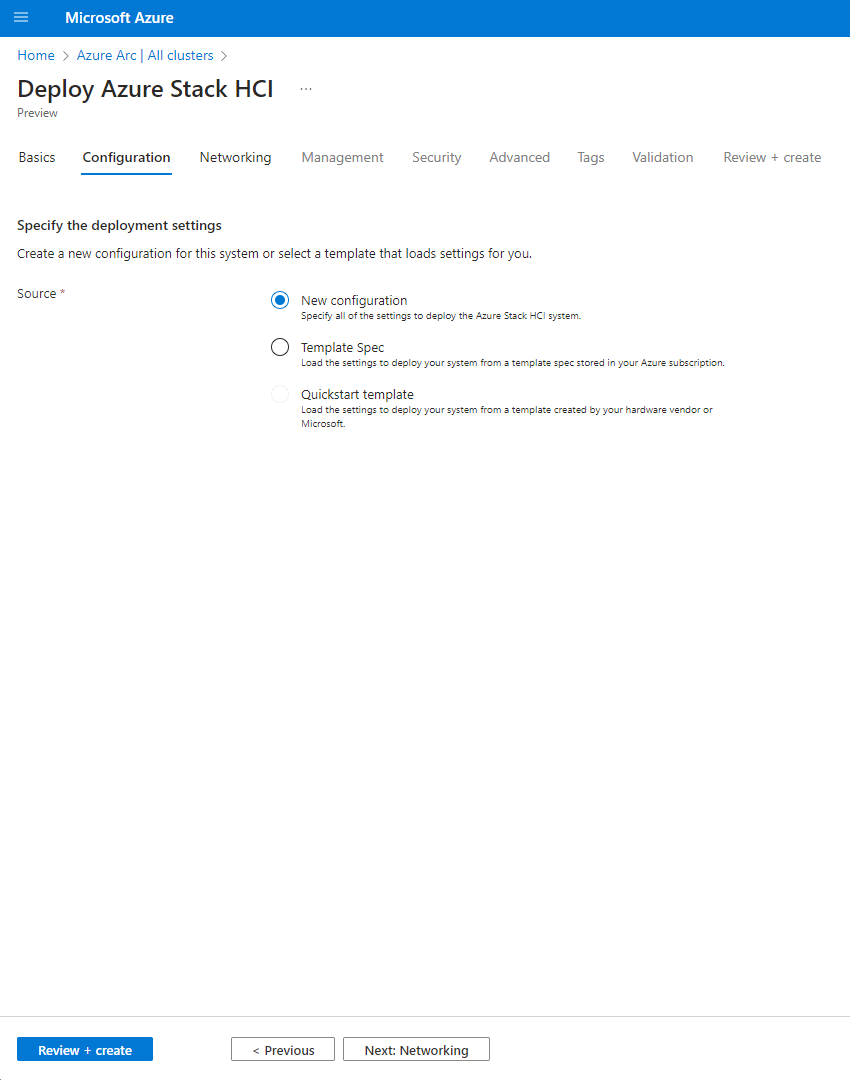 Microsoft Azure
Home > Azure Arc | All clusters >
Deploy Azure Stack HCI ...
Preview
Basics Configuration Networking Management Security Advanced Tags Validation Review + create
Specify the deployment settings
Create a new configuration for this system or select a template that loads settings for you.
Source *
New configuration
Specify all of the settings to deploy the Azure Stack HCI system.
Template Spec
Load the settings to deploy your system from a template spec stored in your Azure subscription.
Quickstart template
Load the settings to deploy your system from a template created by your hardware vendor or
Microsoft.
Review + create < Previous Next: Networking